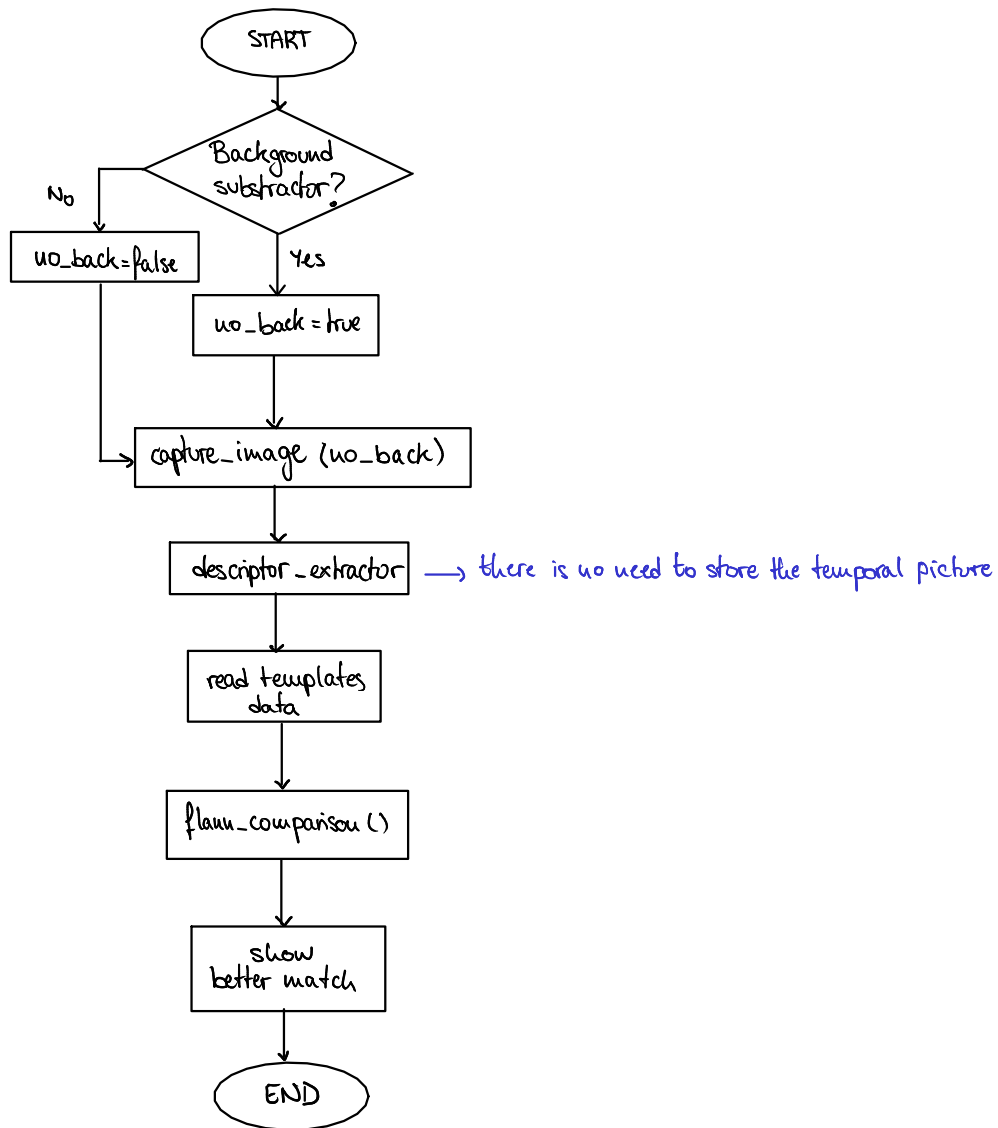 START
Background
substractor?
No
Yes
no_back=false
no_back=true
capture_image (no_back)
descriptor_extractor → there is no need to store the temporal picture
read templates
data
flann_comparison()
show
better match
END